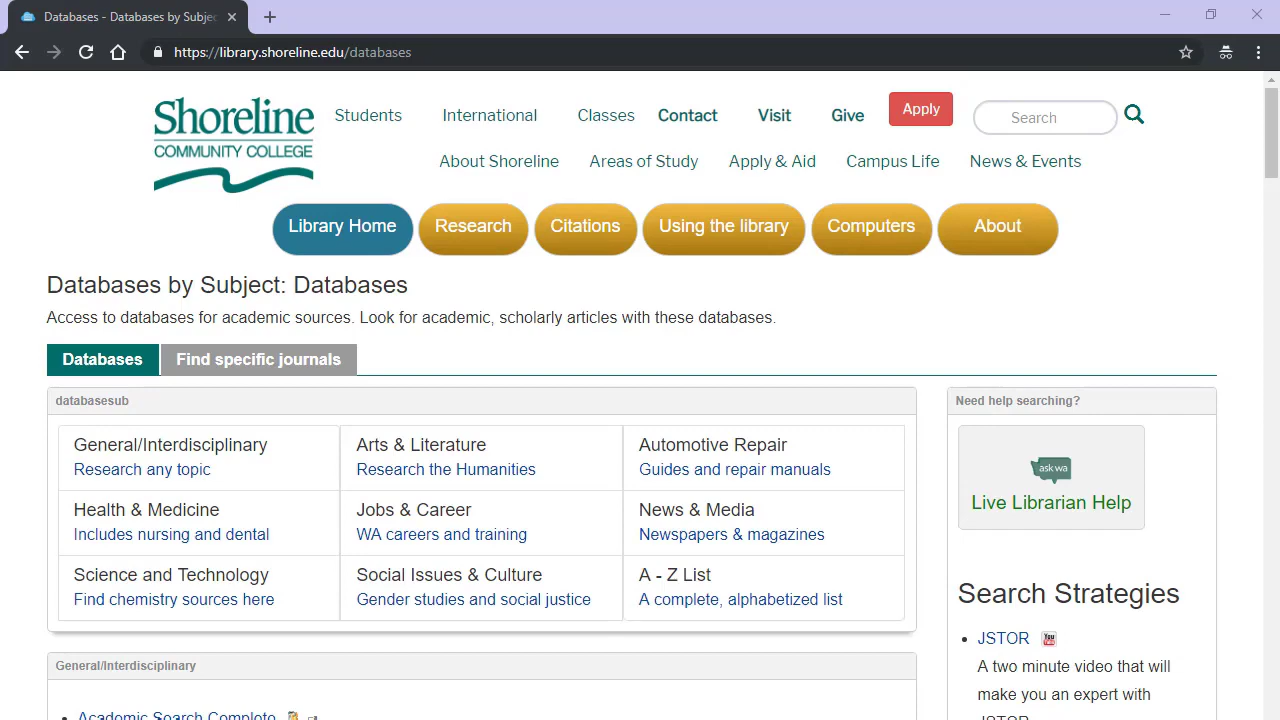 Databases - Databases by Subjec
https://library.shoreline.edu/databases
Shoreline
COMMUNITY COLLEGE
Students International Classes Contact Visit Give Apply Search
About Shoreline Areas of Study Apply & Aid Campus Life News & Events
Library Home Research Citations Using the library Computers About
Databases by Subject: Databases
Access to databases for academic sources. Look for academic, scholarly articles with these databases.
Databases Find specific journals
databasesub
General/Interdisciplinary
Research any topic
Arts & Literature
Research the Humanities
Automotive Repair
Guides and repair manuals
Health & Medicine
Includes nursing and dental
Jobs & Career
WA careers and training
News & Media
Newspapers & magazines
Science and Technology
Find chemistry sources here
Social Issues & Culture
Gender studies and social justice
A - Z List
A complete, alphabetized list
General/Interdisciplinary
Academic Search Complete
Need help searching?
ask wa
Live Librarian Help
Search Strategies
JSTOR You
A two minute video that will
make you an expert with
JSTOR